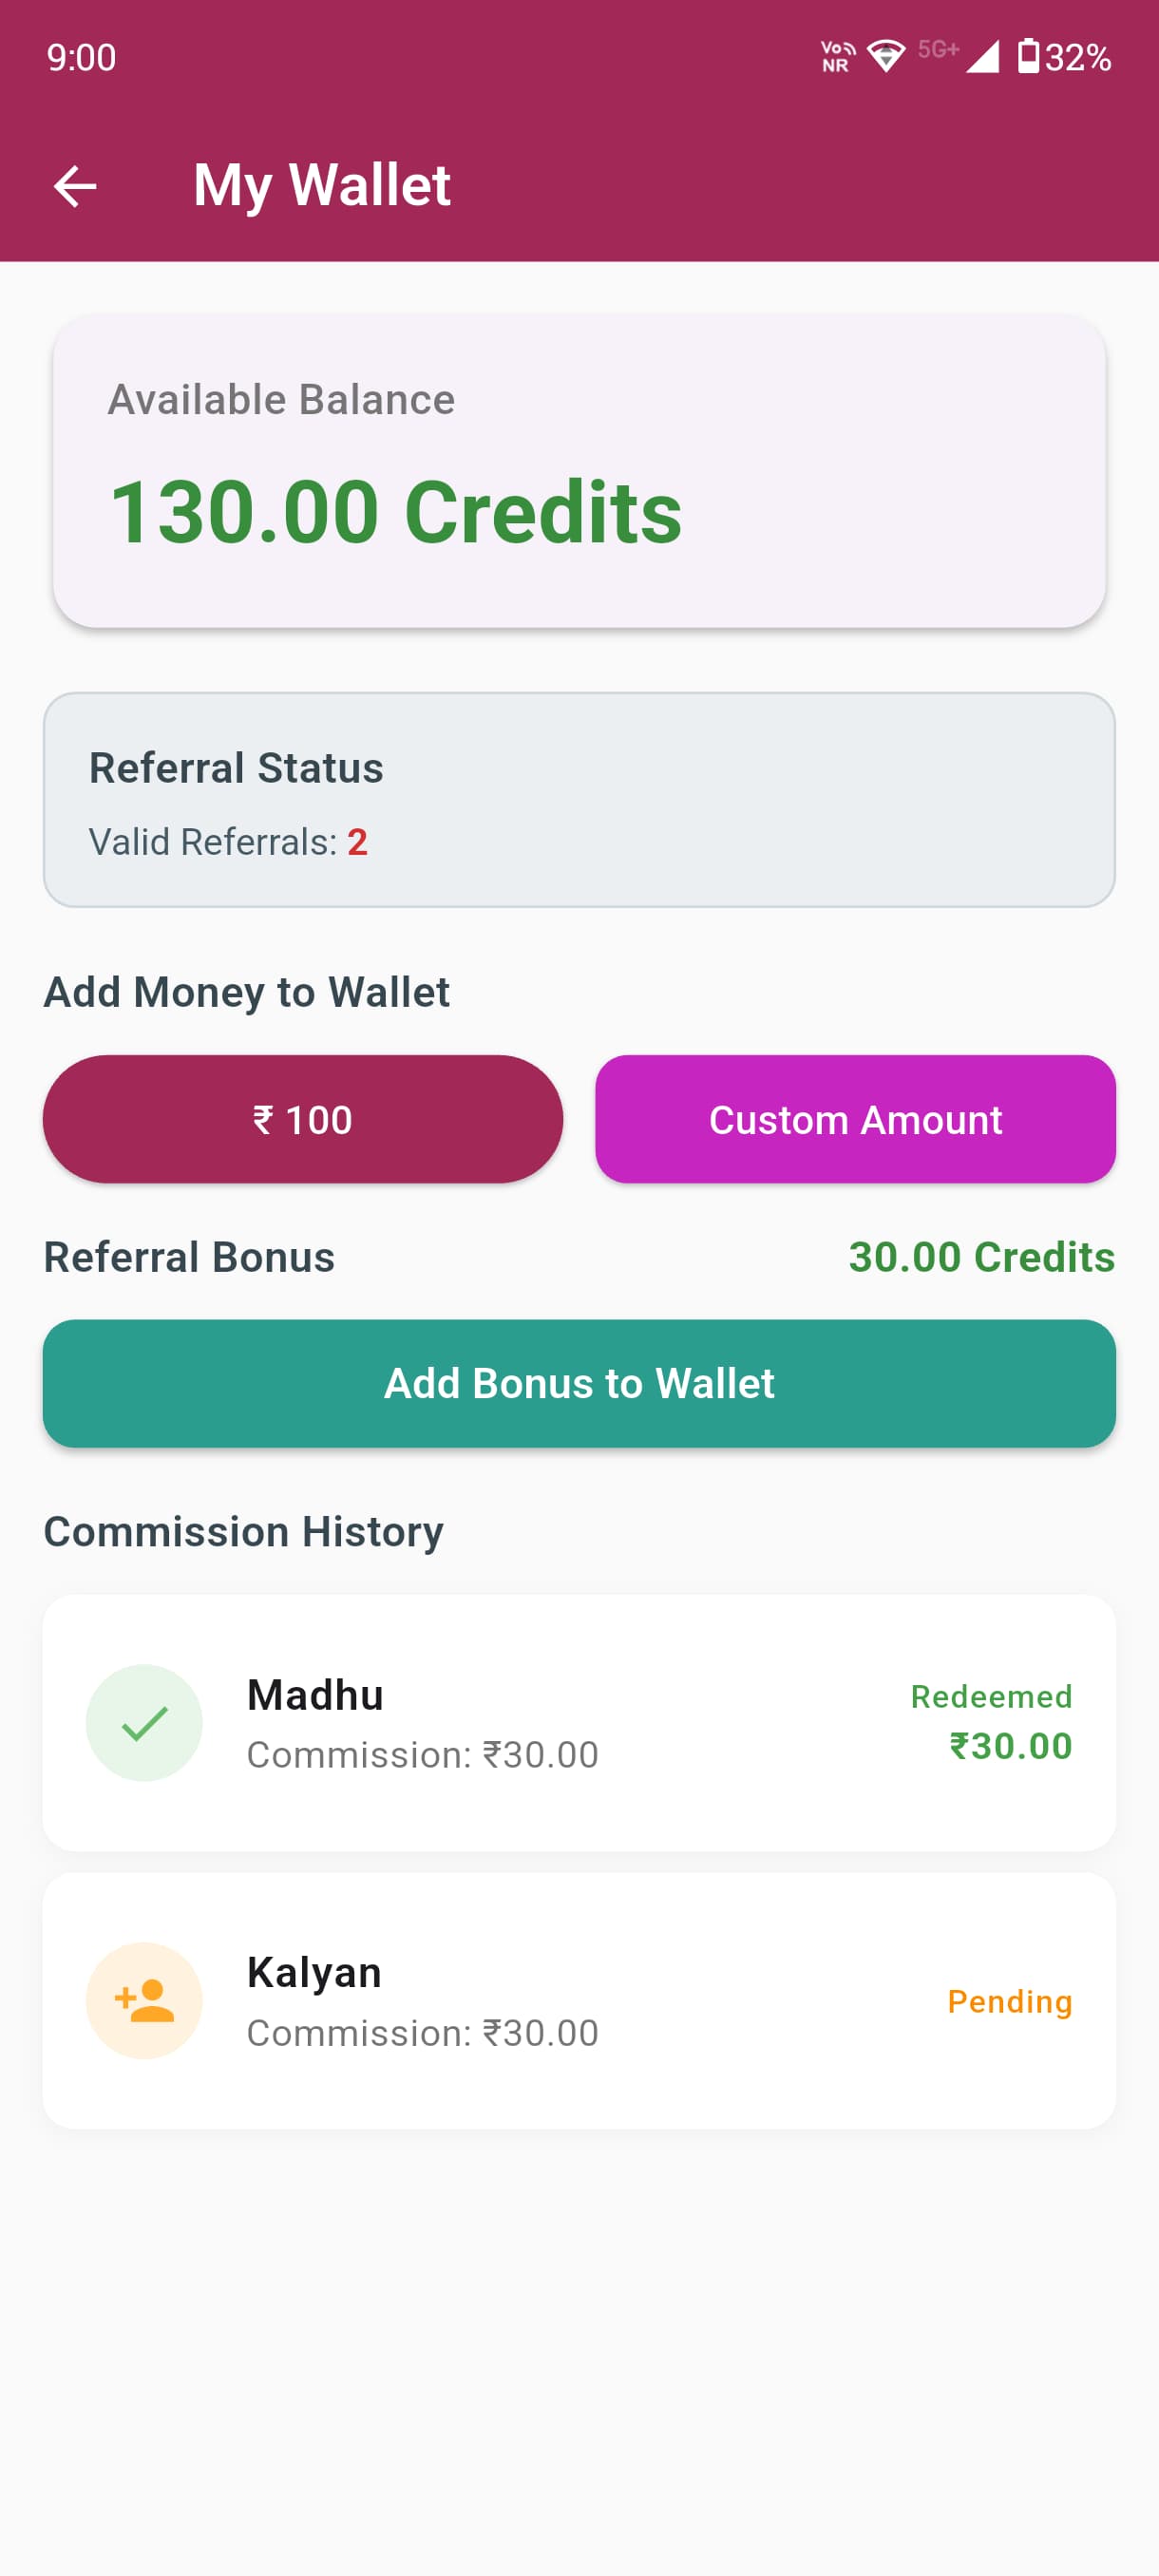 9:00
Vo NR 5G+ 32%
My Wallet
Available Balance
130.00 Credits
Referral Status
Valid Referrals: 2
Add Money to Wallet
₹ 100 Custom Amount
Referral Bonus 30.00 Credits
Add Bonus to Wallet
Commission History
Madhu
Commission: ₹30.00
Redeemed
₹30.00
Kalyan
Commission: ₹30.00
Pending